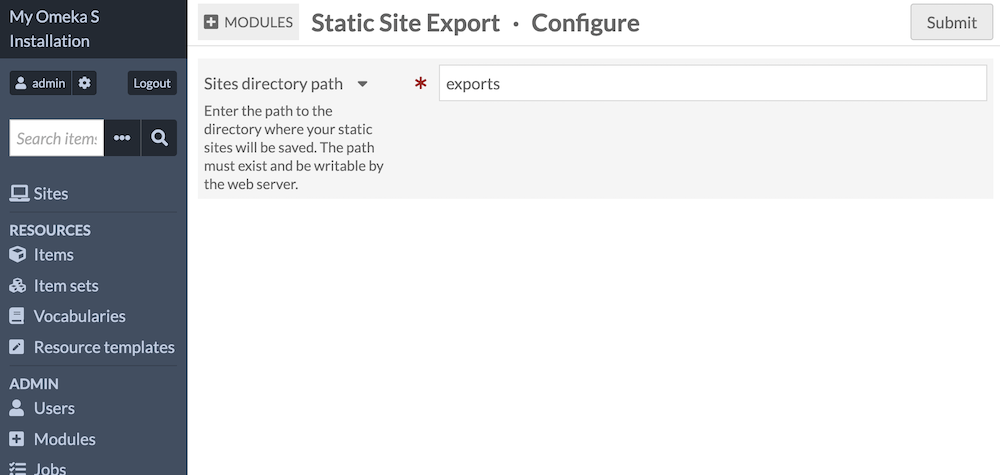 My Omeka S
Installation
admin
Logout
Search item
Sites
RESOURCES
Items
Item sets
Vocabularies
Resource templates
ADMIN
Users
Modules
Jobs
MODULES
Static Site Export · Configure
Submit
Sites directory path
* exports
Enter the path to the
directory where your static
sites will be saved. The path
must exist and be writable by
the web server.